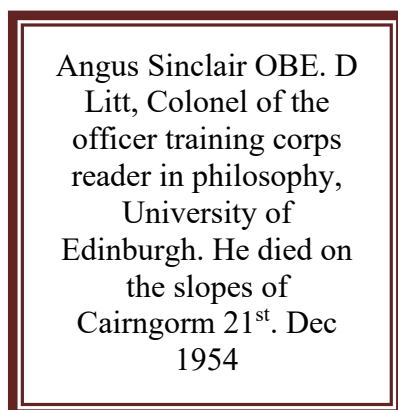 Angus Sinclair OBE. D
Litt, Colonel of the
officer training corps
reader in philosophy,
University of
Edinburgh. He died on
the slopes of
Cairngorm 21st. Dec
1954